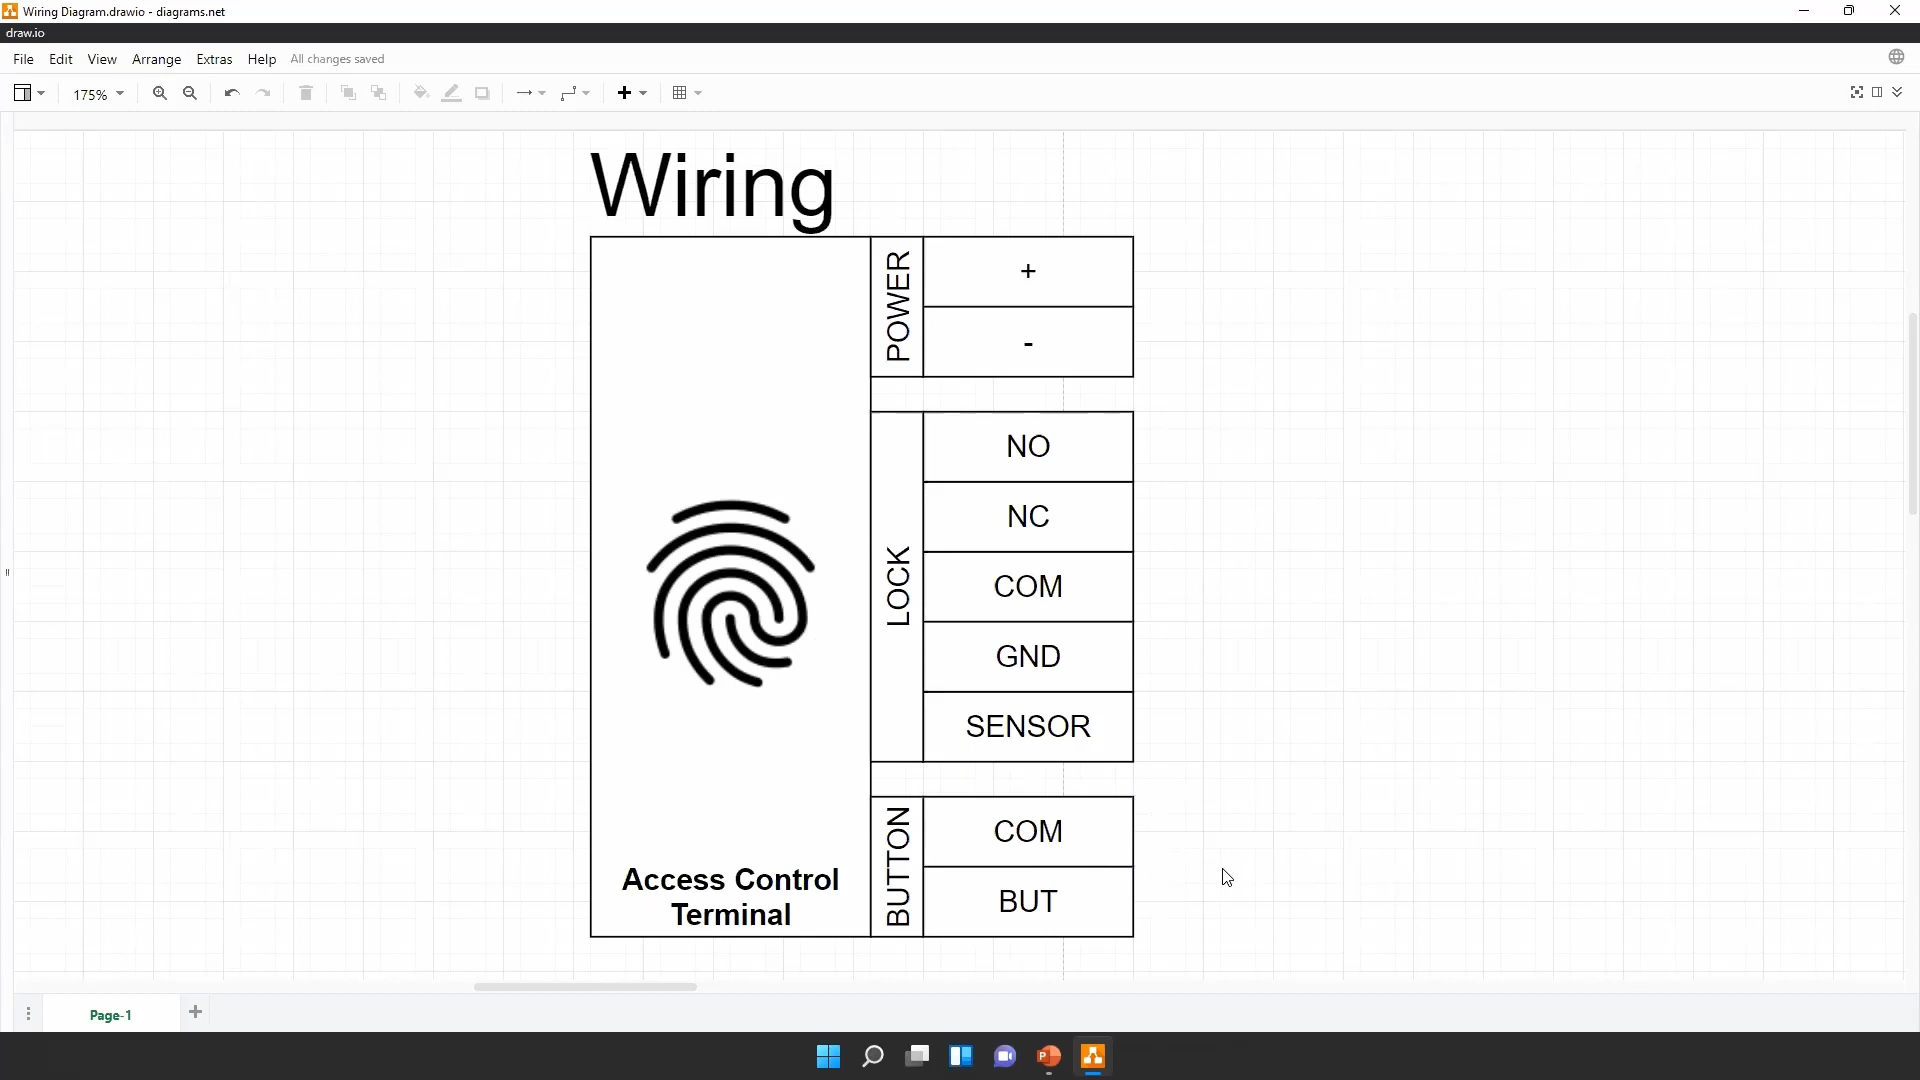 Wiring Diagram.drawio - diagrams.net
draw.io
File Edit View Arrange Extras Help All changes saved
175%
Wiring
POWER
+
-
LOCK
NO
NC
COM
GND
SENSOR
BUTTON
COM
BUT
Access Control
Terminal
Page-1
P